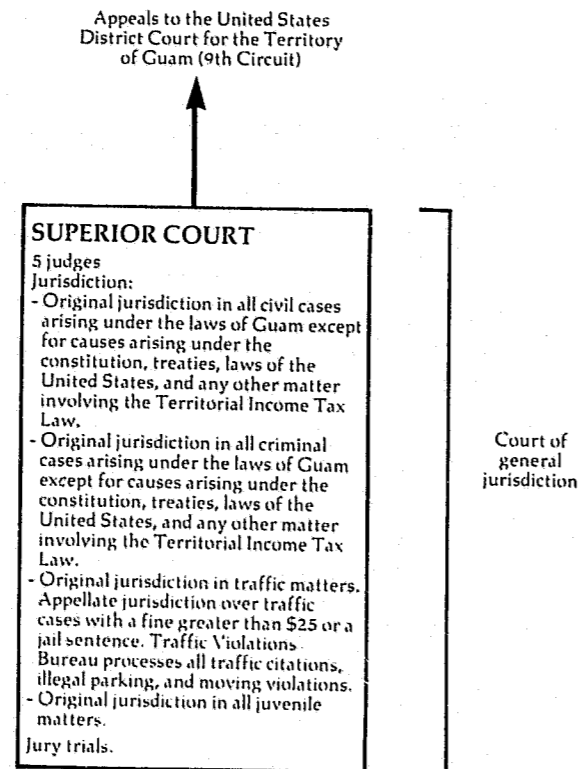 Appeals to the United States
District Court for the Territory
of Guam (9th Circuit)
SUPERIOR COURT
5 judges
Jurisdiction:
- Original jurisdiction in all civil cases
arising under the laws of Guam except
for causes arising under the
constitution, treaties, laws of the
United States, and any other matter
involving the Territorial Income Tax
Law.
- Original jurisdiction in all criminal
cases arising under the laws of Guam
except for causes arising under the
constitution, treaties, laws of the
United States, and any other matter
involving the Territorial Income Tax
Law.
- Original jurisdiction in traffic matters.
Appellate jurisdiction over traffic
cases with a fine greater than $25 or a
jail sentence. Traffic Violations
Bureau processes all traffic citations,
illegal parking, and moving violations.
- Original jurisdiction in all juvenile
matters.
Jury trials.
Court of
general
jurisdiction